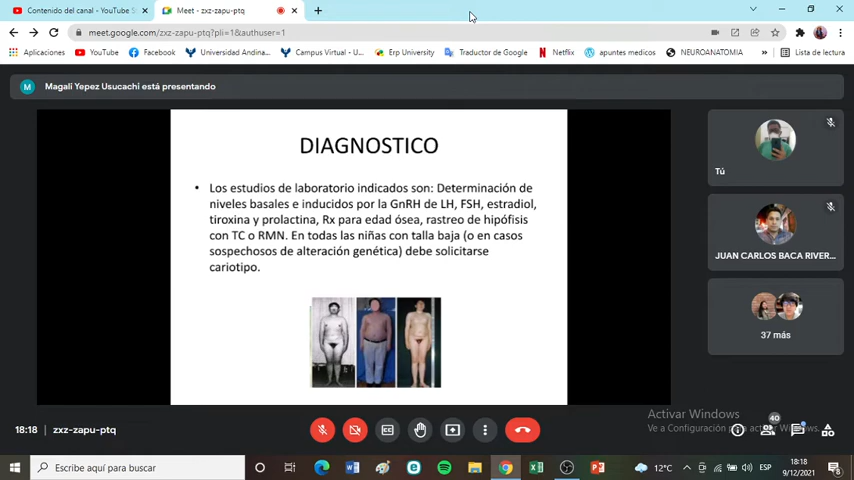 Contenido del canal - YouTube S
Meet - zxz-zapu-ptq
meet.google.com/zxz-zapu-ptq?pli=1&authuser=1
Aplicaciones
YouTube
Facebook
Universidad Andina...
Campus Virtual - U...
Erp University
Traductor de Google
Netflix
apuntes medicos
NEUROANATOMIA
Lista de lectura
M
Magali Yepez Usucachi está presentando
DIAGNOSTICO
• Los estudios de laboratorio indicados son: Determinación de
niveles basales e inducidos por la GnRH de LH, FSH, estradiol,
tiroxina y prolactina, Rx para edad ósea, rastreo de hipófisis
con TC o RMN. En todas las niñas con talla baja (o en casos
sospechosos de alteración genética) debe solicitarse
cariotipo.
Tú
JUAN CARLOS BACA RIVER...
37 más
Activar Windows
Ve a Configuración para activar Windows.
18:18
zxz-zapu-ptq
40
Escribe aquí para buscar
12°C
ESP
18:18
9/12/2021